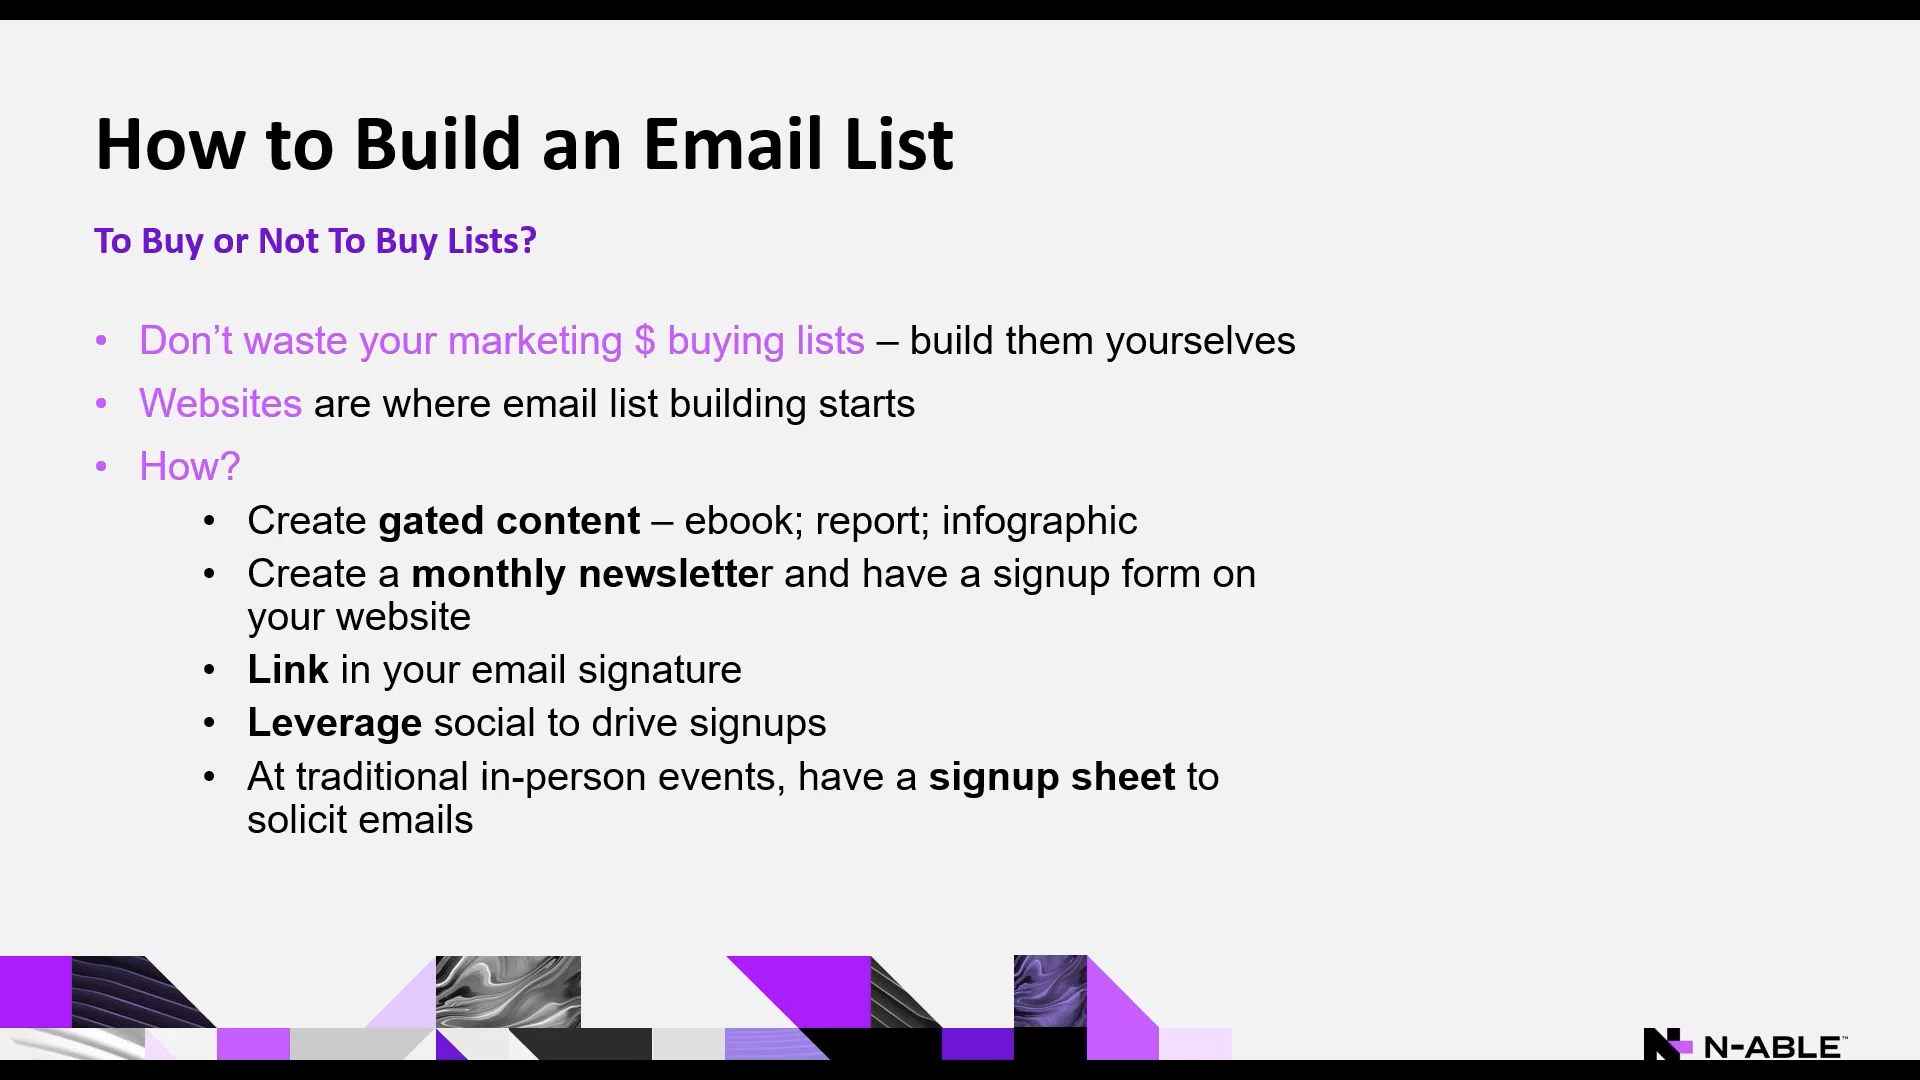 How to Build an Email List
To Buy or Not To Buy Lists?
• Don’t waste your marketing $ buying lists – build them yourselves
• Websites are where email list building starts
• How?
• Create gated content – ebook; report; infographic
• Create a monthly newsletter and have a signup form on
your website
• Link in your email signature
• Leverage social to drive signups
• At traditional in-person events, have a signup sheet to
solicit emails
N-ABLE™